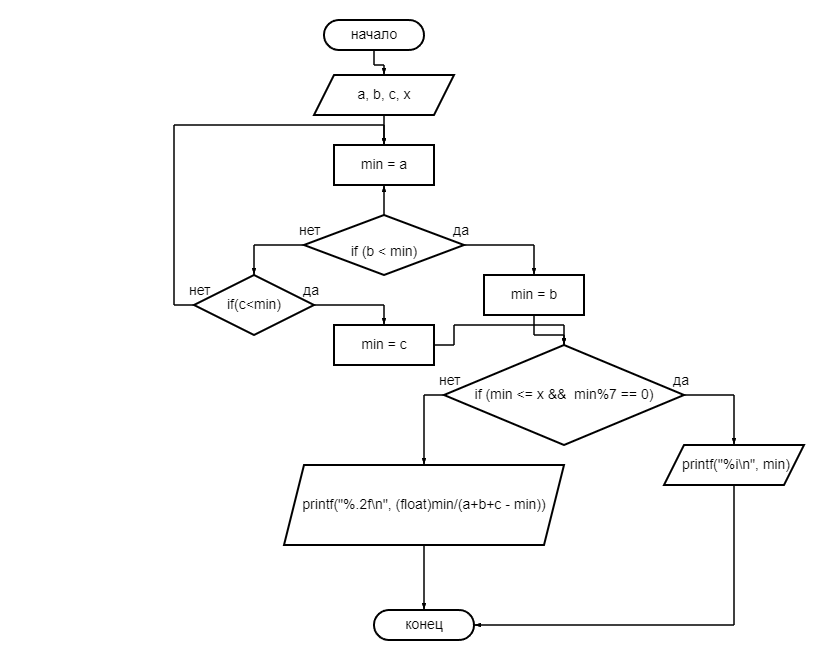 начало
a, b, c, x
min = a
нет
да
if (b < min)
нет
да
if(c<min)
min = b
min = c
нет
да
if (min <= x && min%7 == 0)
printf("%i\n", min)
printf("%.2f\n", (float)min/(a+b+c - min))
конец